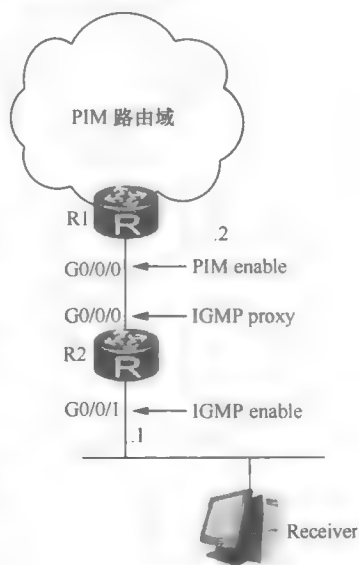 PIM 路由域
R
R1
.2
G0/0/0
PIM enable
G0/0/0
IGMP proxy
R
R2
G0/0/1
IGMP enable
.1
Receiver